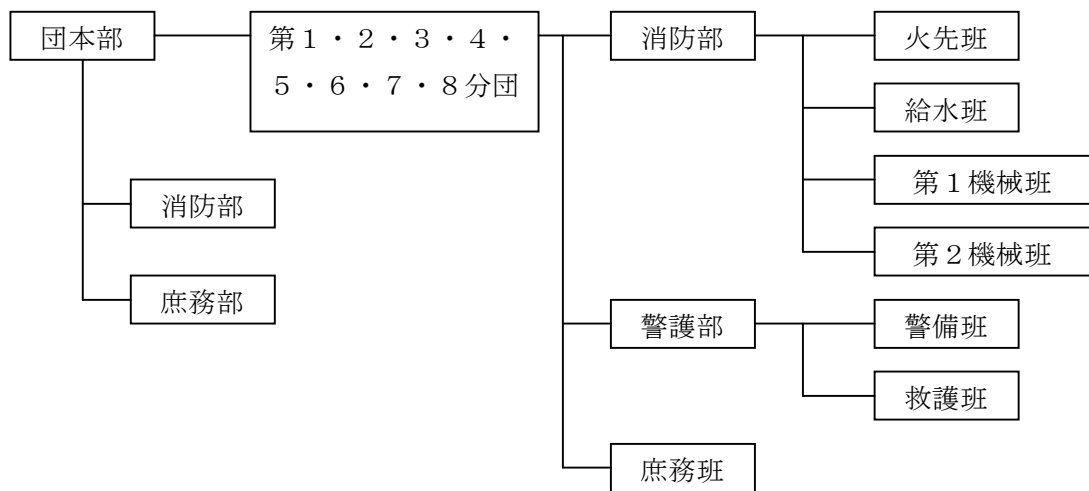 団本部
第１・２・３・４・
５・６・７・８分団
消防部
火先班
給水班
第１機械班
消防部
第２機械班
庶務部
警護部
警備班
救護班
庶務班